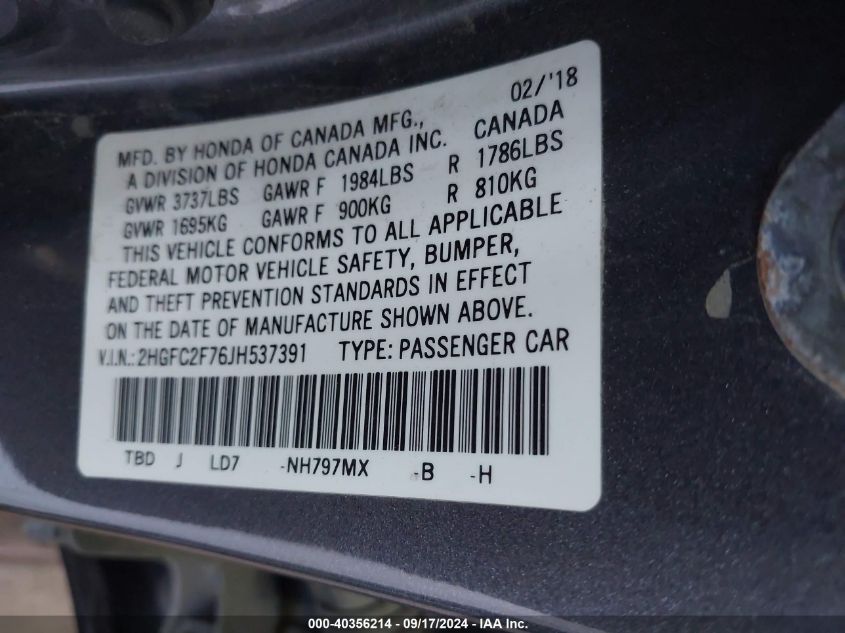 02/'18
MFD. BY HONDA OF CANADA MFG., CANADA
A DIVISION OF HONDA CANADA INC.
GVWR 3737LBS GAWR F 1984LBS R 1786LBS
GVWR 1695KG GAWR F 900KG R 810KG
THIS VEHICLE CONFORMS TO ALL APPLICABLE
FEDERAL MOTOR VEHICLE SAFETY, BUMPER,
AND THEFT PREVENTION STANDARDS IN EFFECT
ON THE DATE OF MANUFACTURE SHOWN ABOVE.
V.I.N.:2HGFC2F76JH537391 TYPE: PASSENGER CAR
TBD J LD7 -NH797MX -B -H
000-40356214 - 09/17/2024 - www.iaai.com.